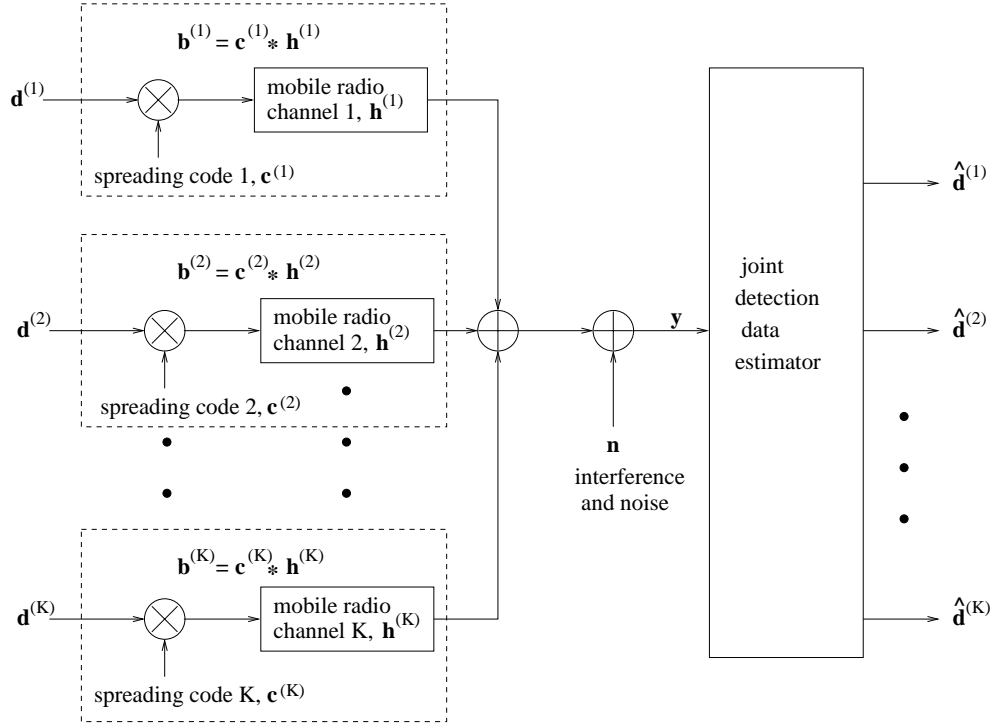 b(1) = c(1) * h(1)
d(1)
mobile radio
channel 1, h(1)
spreading code 1, c(1)
b(2) = c(2) * h(2)
d(2)
mobile radio
channel 2, h(2)
spreading code 2, c(2)
b(K) = c(K) * h(K)
d(K)
mobile radio
channel K, h(K)
spreading code K, c(K)
n
interference
and noise
y
joint
detection
data
estimator
d̂(1)
d̂(2)
d̂(K)